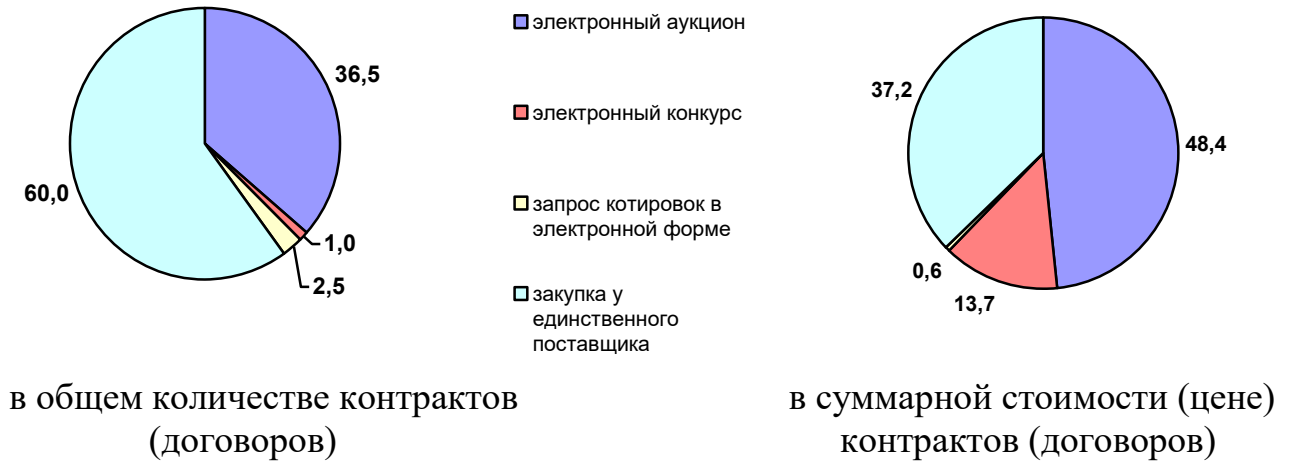 36,5
60,0
1,0
2,5
электронный аукцион
электронный конкурс
запрос котировок в
электронной форме
закупка у
единственного
поставщика
37,2
48,4
0,6
13,7
в общем количестве контрактов
(договоров)
в суммарной стоимости (цене)
контрактов (договоров)